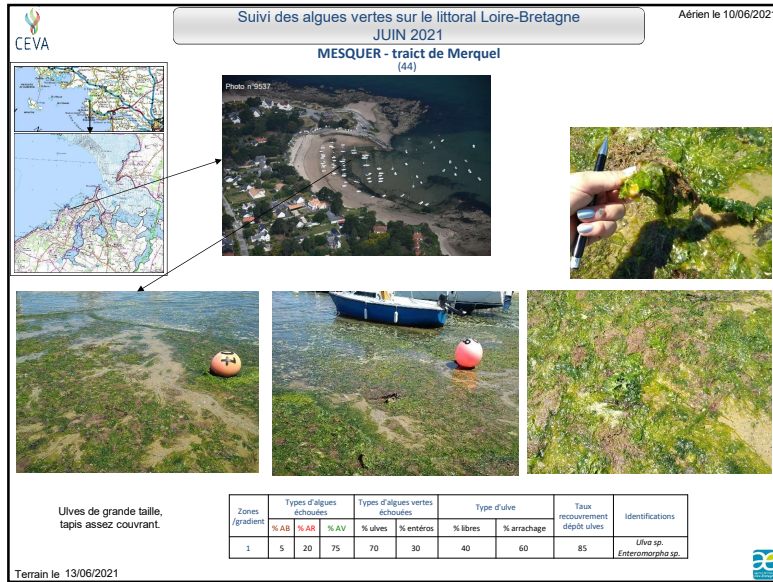 CEVA
Suivi des algues vertes sur le littoral Loire-Bretagne
JUIN 2021
Aérien le 10/06/2021
MESQUER - traict de Merquel
(44)
Photo n°9537
Ulves de grande taille,
tapis assez couvrant.
Zones /gradient
Types d'algues échouées
Types d'algues vertes échouées
Type d'ulve
Taux recouvrement dépôt ulves
Identifications
% AB % AR % AV % ulves % entéros % libres % arrachage
1 5 20 75 70 30 40 60 85 Ulva sp.
Enteromorpha sp.
Terrain le 13/06/2021